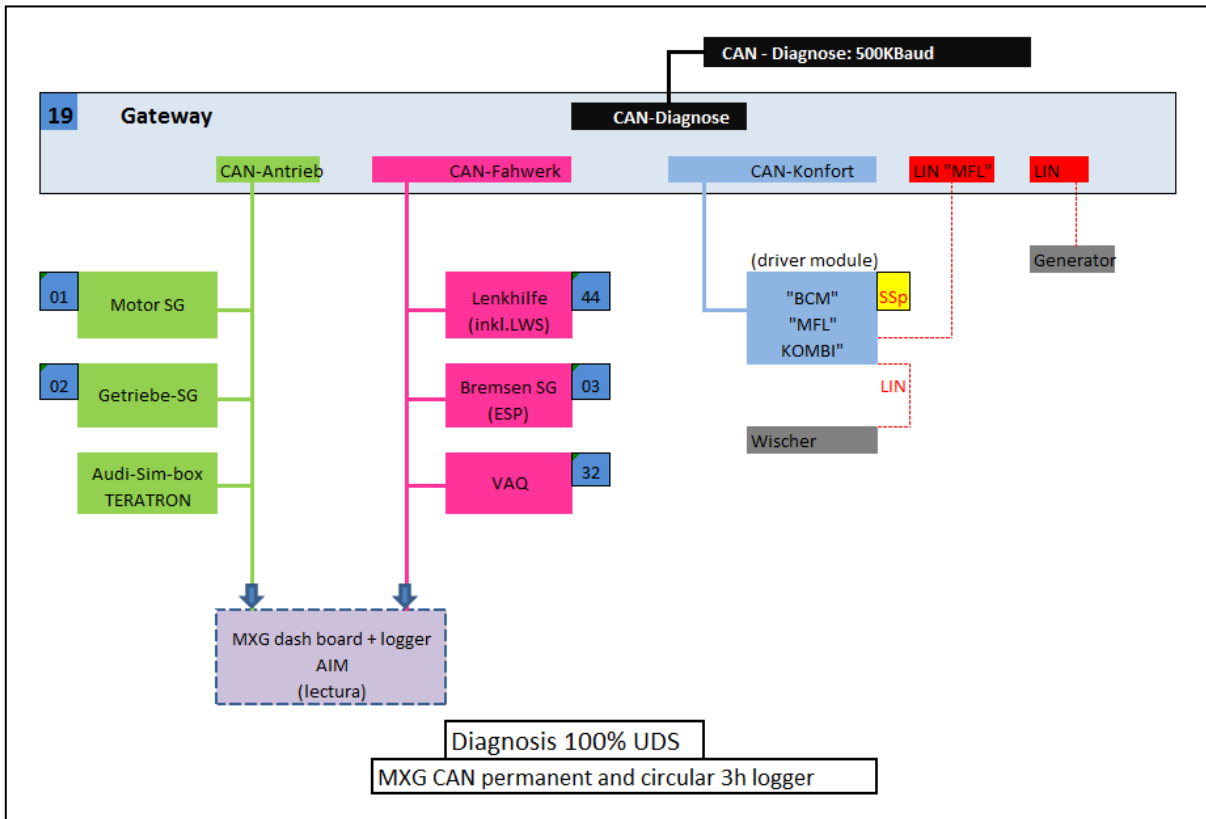 CAN - Diagnose: 500KBaud
19
Gateway
CAN-Diagnose
CAN-Antrieb
CAN-Fahwerk
CAN-Konfort
LIN "MFL"
LIN
Generator
(driver module)
01
Motor SG
Lenkhilfe
(inkl.LWS)
44
"BCM"
"MFL"
KOMBI"
SSp
02
Getriebe-SG
Bremsen SG
(ESP)
03
LIN
Wischer
Audi-Sim-box
TERATRON
VAQ
32
MXG dash board + logger
AIM
(lectura)
Diagnosis 100% UDS
MXG CAN permanent and circular 3h logger